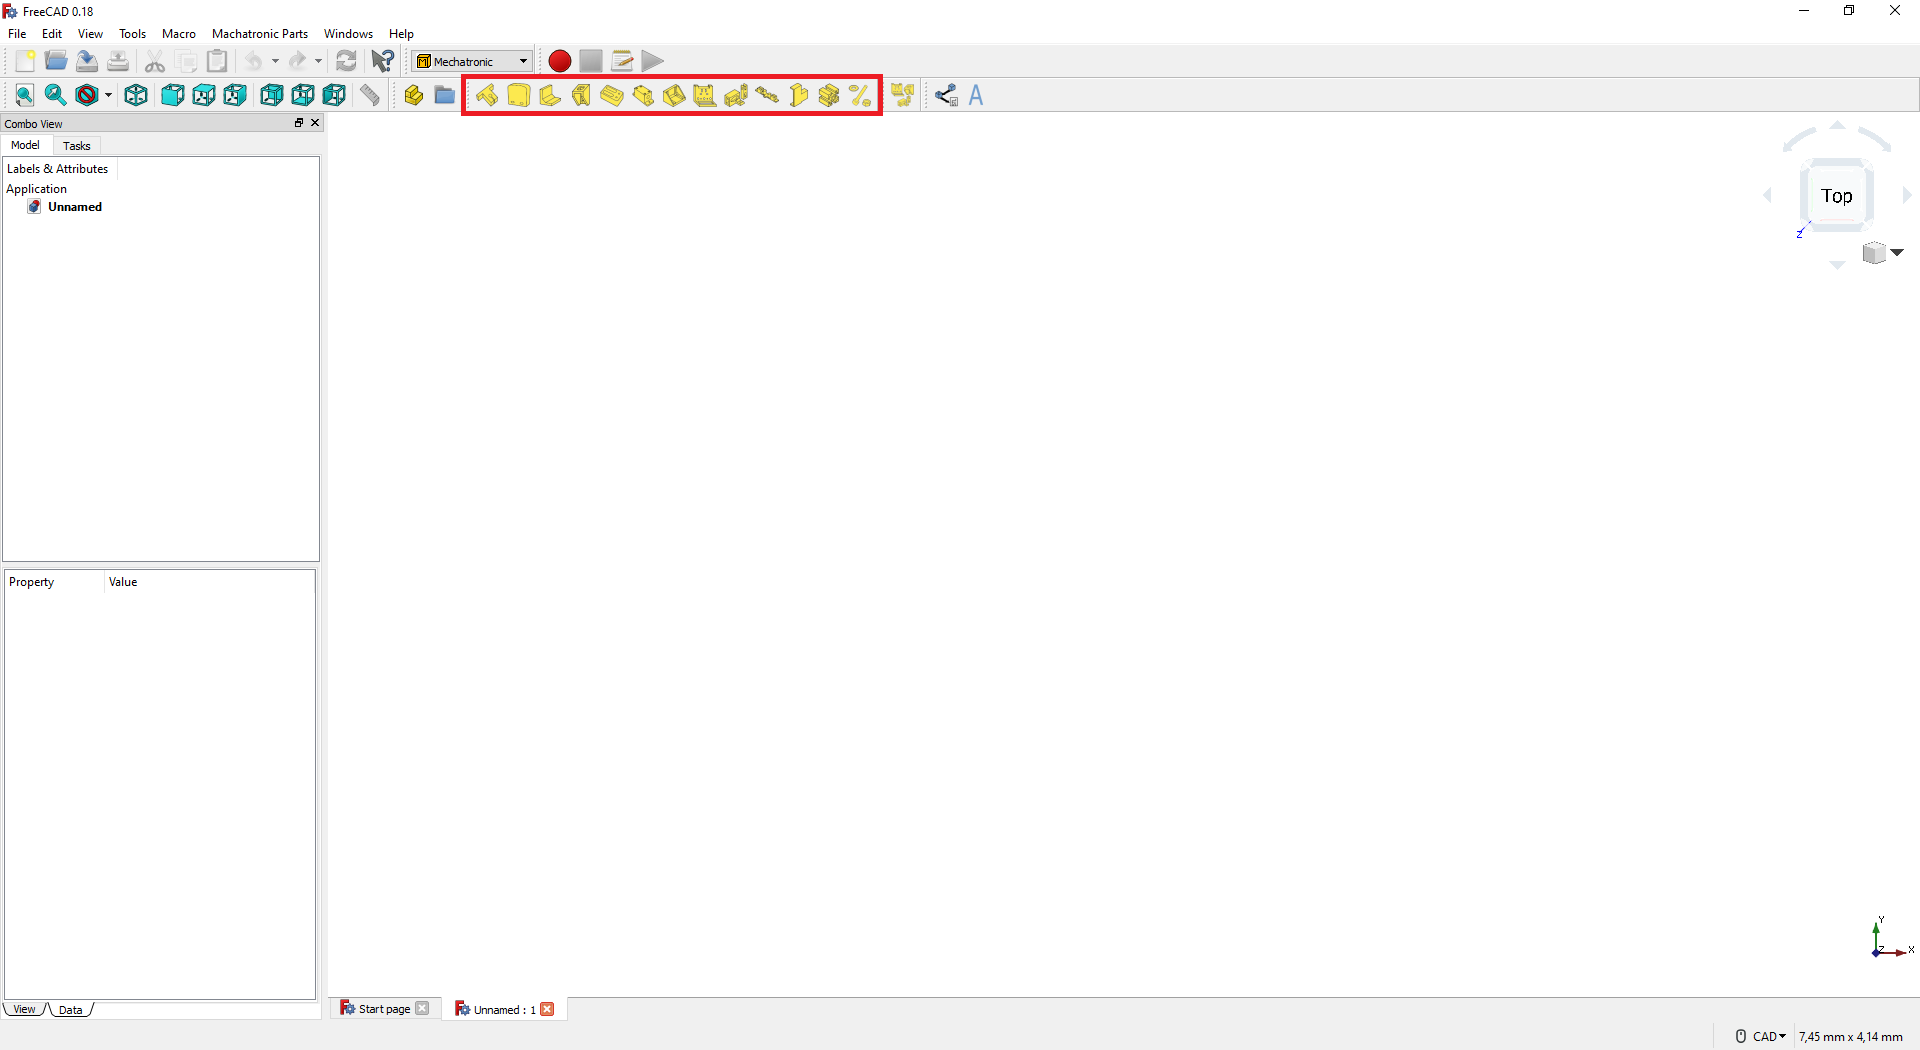 FreeCAD 0.18
File Edit View Tools Macro Machatronic Parts Windows Help
Mechatronic
Combo View
Model Tasks
Labels & Attributes
Application
Unnamed
Top
Z
Property Value
Y
Z X
View Data
Start page Unnamed : 1
CAD 7,45 mm x 4,14 mm